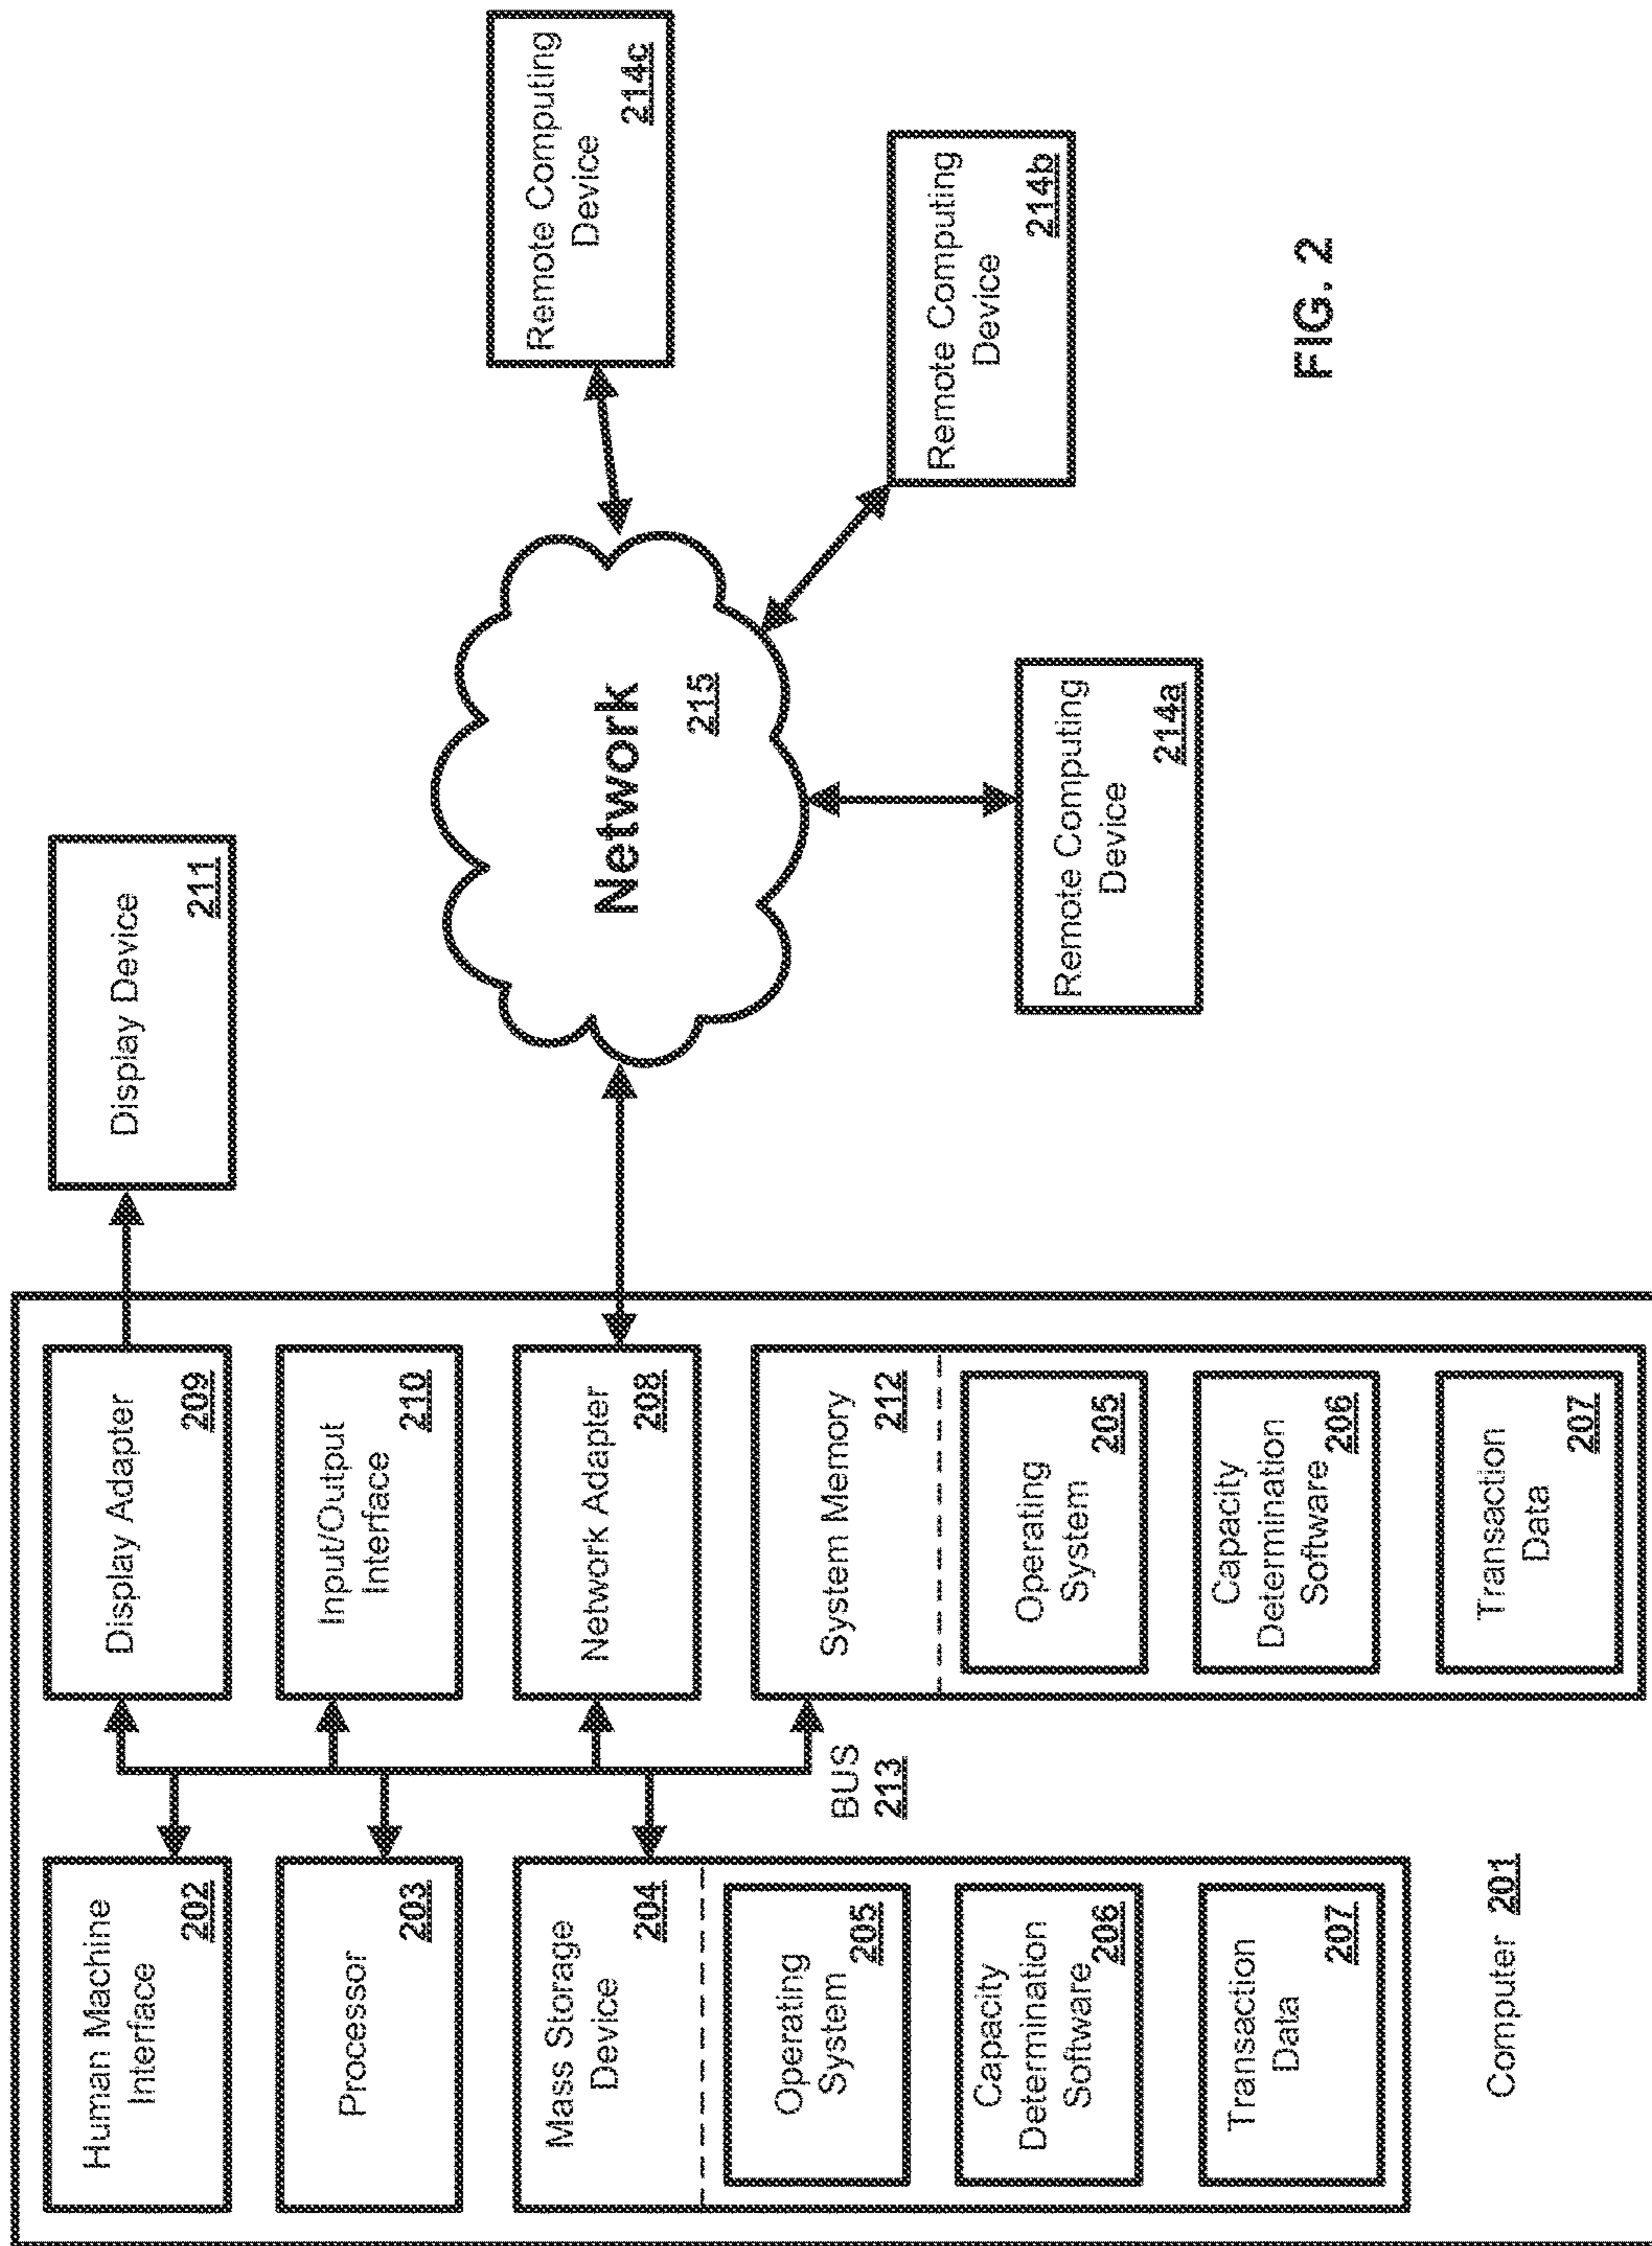 Human Machine
Interface
202
Processor
203
Mass Storage
Device
204
Operating
System
205
Capacity
Determination
Software
206
Transaction
Data
207
Computer 201
BUS
213
Display Adapter
209
Input/Output
Interface
210
Network Adapter
208
System Memory
212
Operating
System
205
Capacity
Determination
Software
206
Transaction
Data
207
Display Device
211
Network
215
Remote Computing
Device
214a
Remote Computing
Device
214b
Remote Computing
Device
214c
FIG. 2